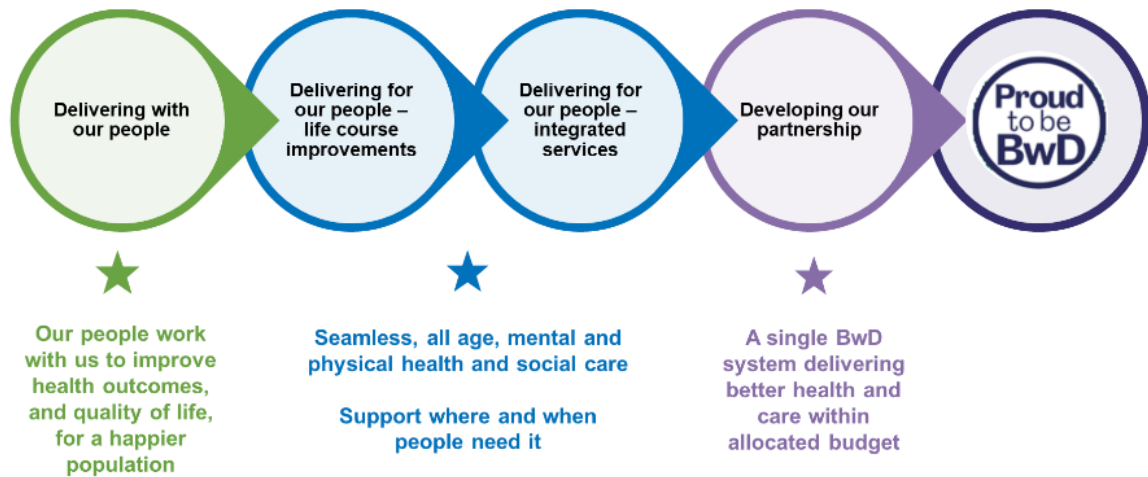 Delivering with
our people
Delivering for
our people –
life course
improvements
Delivering for
our people –
integrated
services
Developing our
partnership
Proud
to be
BwD
Our people work
with us to improve
health outcomes,
and quality of life,
for a happier
population
Seamless, all age, mental and
physical health and social care
Support where and when
people need it
A single BwD
system delivering
better health and
care within
allocated budget